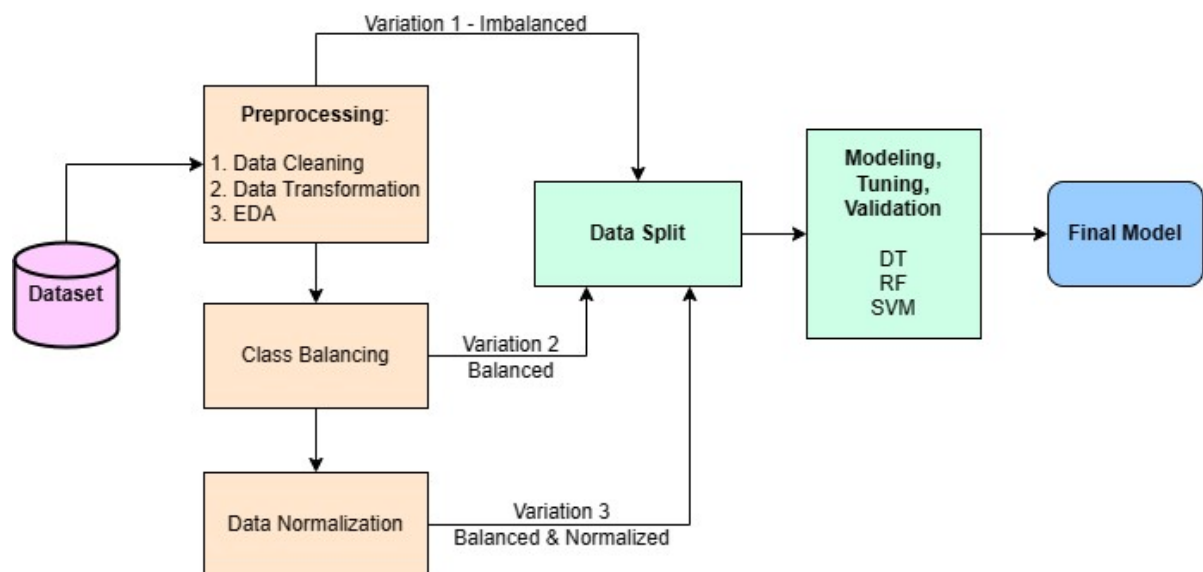 Variation 1 - Imbalanced
Preprocessing:
1. Data Cleaning
2. Data Transformation
3. EDA
Dataset
Class Balancing
Variation 2
Balanced
Data Normalization
Variation 3
Balanced & Normalized
Data Split
Modeling,
Tuning,
Validation
DT
RF
SVM
Final Model